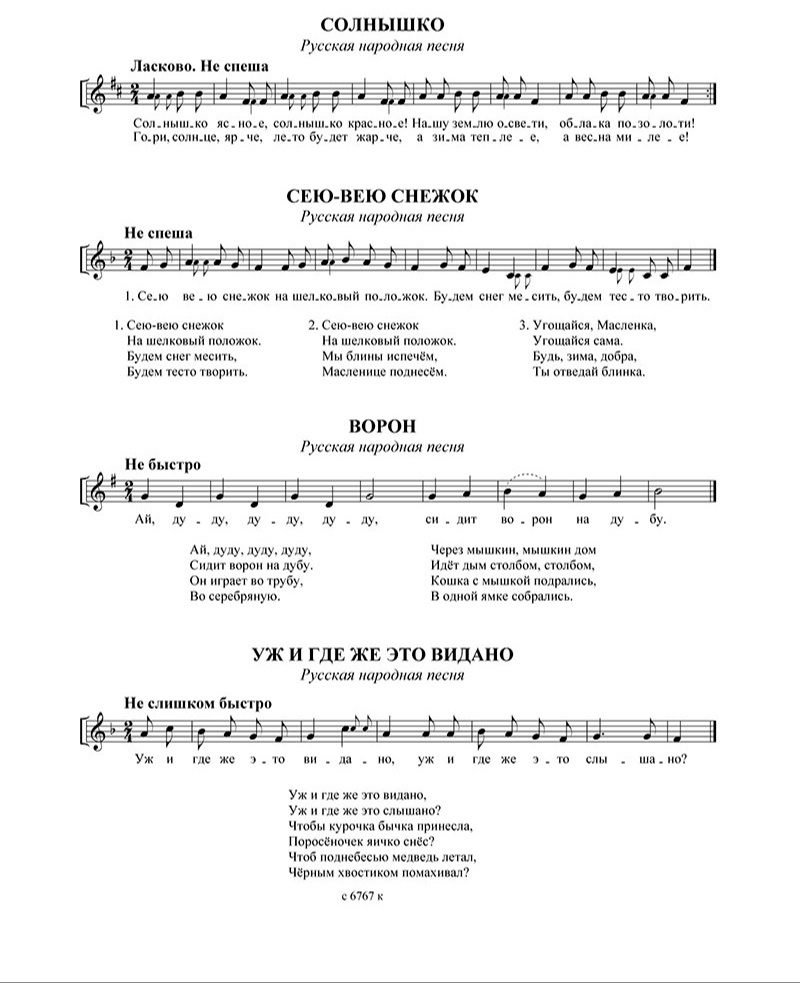 СОЛНЫШКО
Русская народная песня
Ласково. Не спеша
Сол-ныш-ко яс-но-е, сол-ныш-ко крас-но-е! На-шу зем-лю о-све-ти, об-ла-ка по-зо-ло-ти!
Го-ри, солн-це, яр-че, ле-то бу-дет жар-че, а зи-ма теп-ле-е, а вес-на ми-ле-е!
СЕЮ-ВЕЮ СНЕЖОК
Русская народная песня
Не спеша
1. Се-ю ве-ю сне-жок на шел-ко-вый по-ло-жок. Бу-дем снег ме-сить, бу-дем тес-то тво-рить.
1. Сею-вею снежок
На шелковый положок.
Будем снег месить,
Будем тесто творить.
2. Сею-вею снежок
На шелковый положок.
Мы блины испечём,
Масленице поднесём.
3. Угощайся, Масленка,
Угощайся сама.
Будь, зима, добра,
Ты отведай блинка.
ВОРОН
Русская народная песня
Не быстро
Ай, ду-ду, ду-ду, ду-ду, си-дит во-рон на ду-бу.
Ай, дуду, дуду, дуду,
Сидит ворон на дубу.
Он играет во трубу,
Во серебряную.
Через мышкин, мышкин дом
Идёт дым столбом, столбом,
Кошка с мышкой подрались,
В одной ямке собрались.
УЖ И ГДЕ ЖЕ ЭТО ВИДАНО
Русская народная песня
Не слишком быстро
Уж и где же э-то ви-да-но, уж и где же э-то слы-ша-но?
Уж и где же это видано,
Уж и где же это слышано?
Чтобы курочка бычка принесла,
Поросёночек яичко снёс?
Чтоб поднебесью медведь летал,
Чёрным хвостиком помахивал?
с 6767 к